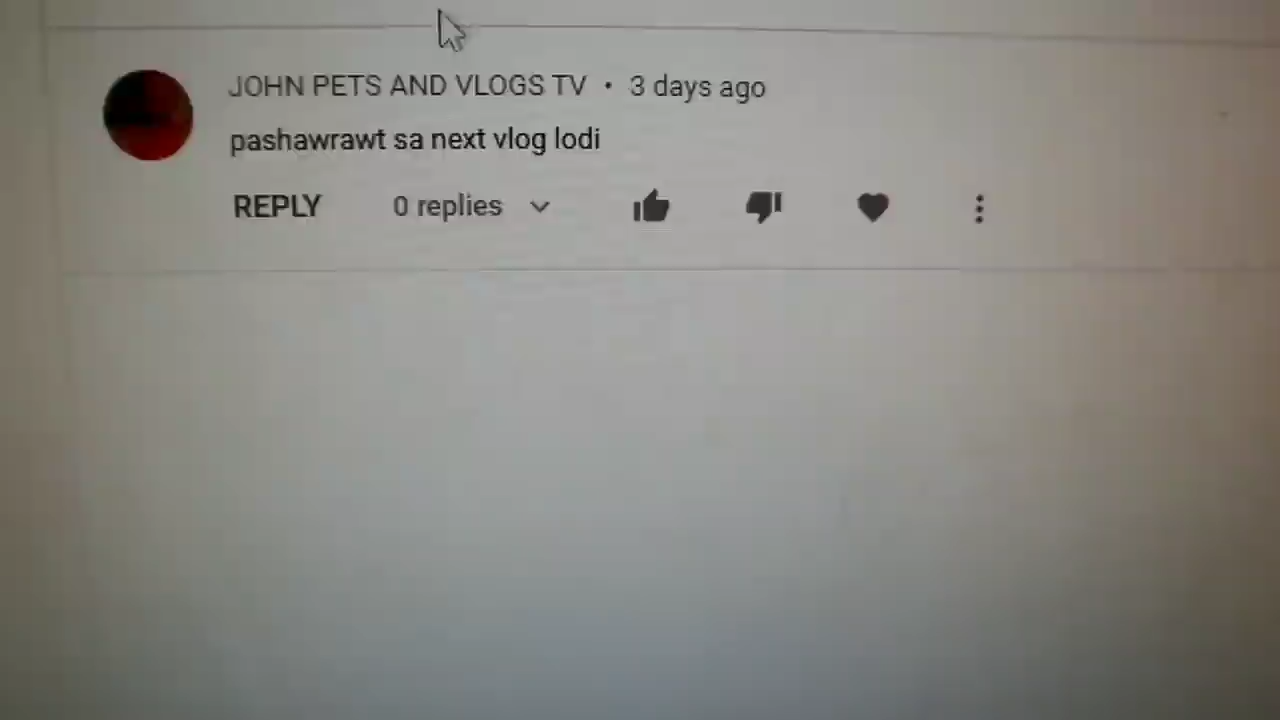 JOHN PETS AND VLOGS TV • 3 days ago
pashawrawt sa next vlog lodi
REPLY 0 replies